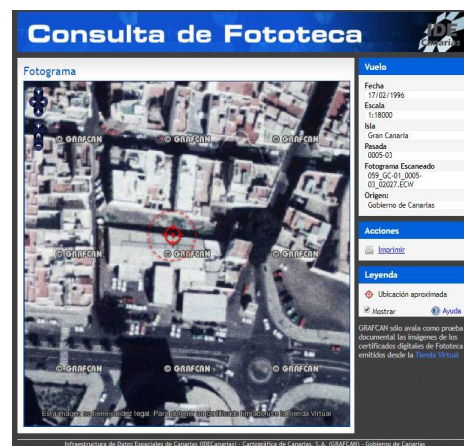 Consulta de Fototeca
IDE
Canarias
Fotograma
© GRAFCAN © GRAFCAN © GRAFCAN
© GRAFCAN © GRAFCAN © GRAFCAN
© GRAFCAN © GRAFCAN © GRAFCAN
Esta imagen no tiene validez legal. Para obtener un certificado firmado use la Tienda Virtual
Vuelo
Fecha
17/02/1996
Escala
1:18000
Isla
Gran Canaria
Pasada
0005-03
Fotograma Escaneado
059_GC-01_0005-
03_02027.ECW
Origen:
Gobierno de Canarias
Acciones
Imprimir
Leyenda
Ubicación aproximada
Mostrar Ayuda
GRAFCAN sólo avala como prueba
documental las imágenes de los
certificados digitales de Fototeca
emitidos desde la Tienda Virtual
Infraestructura de Datos Espaciales de Canarias (IDECanarias) - Cartográfica de Canarias, S.A. (GRAFCAN) - Gobierno de Canarias